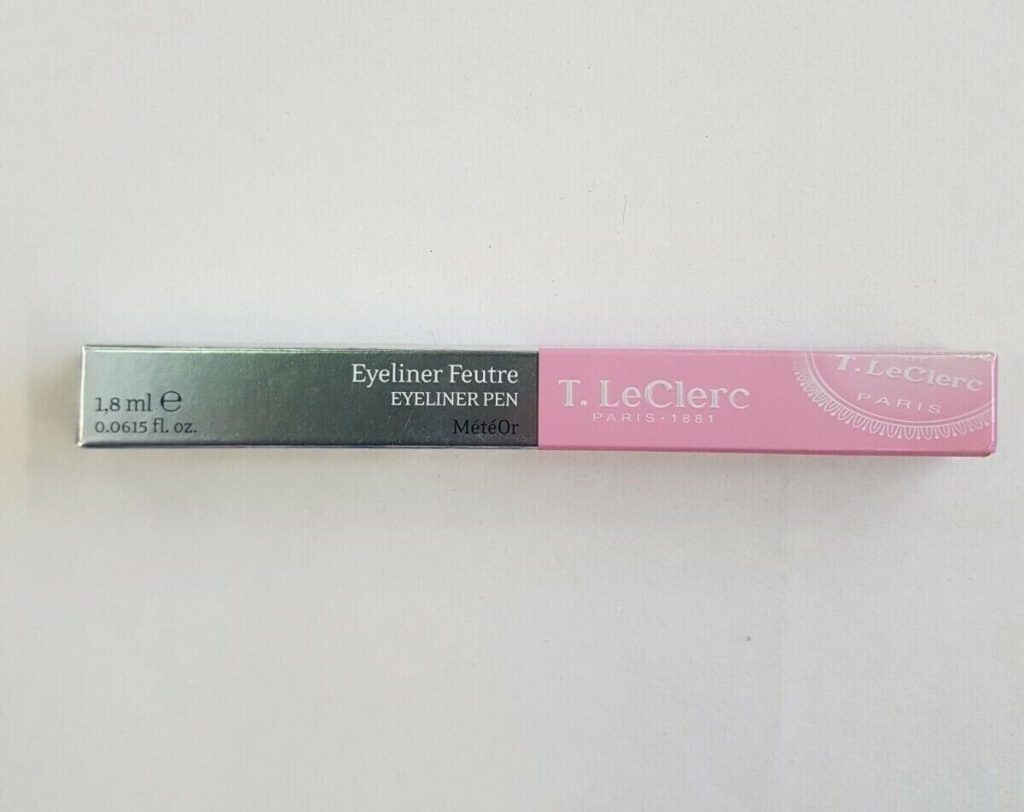 1,8 ml ℮
0.0615 fl. oz.
Eyeliner Feutre
EYELINER PEN
MétéOr
T. LeClerc
PARIS·1881
T. LeClerc
PARIS